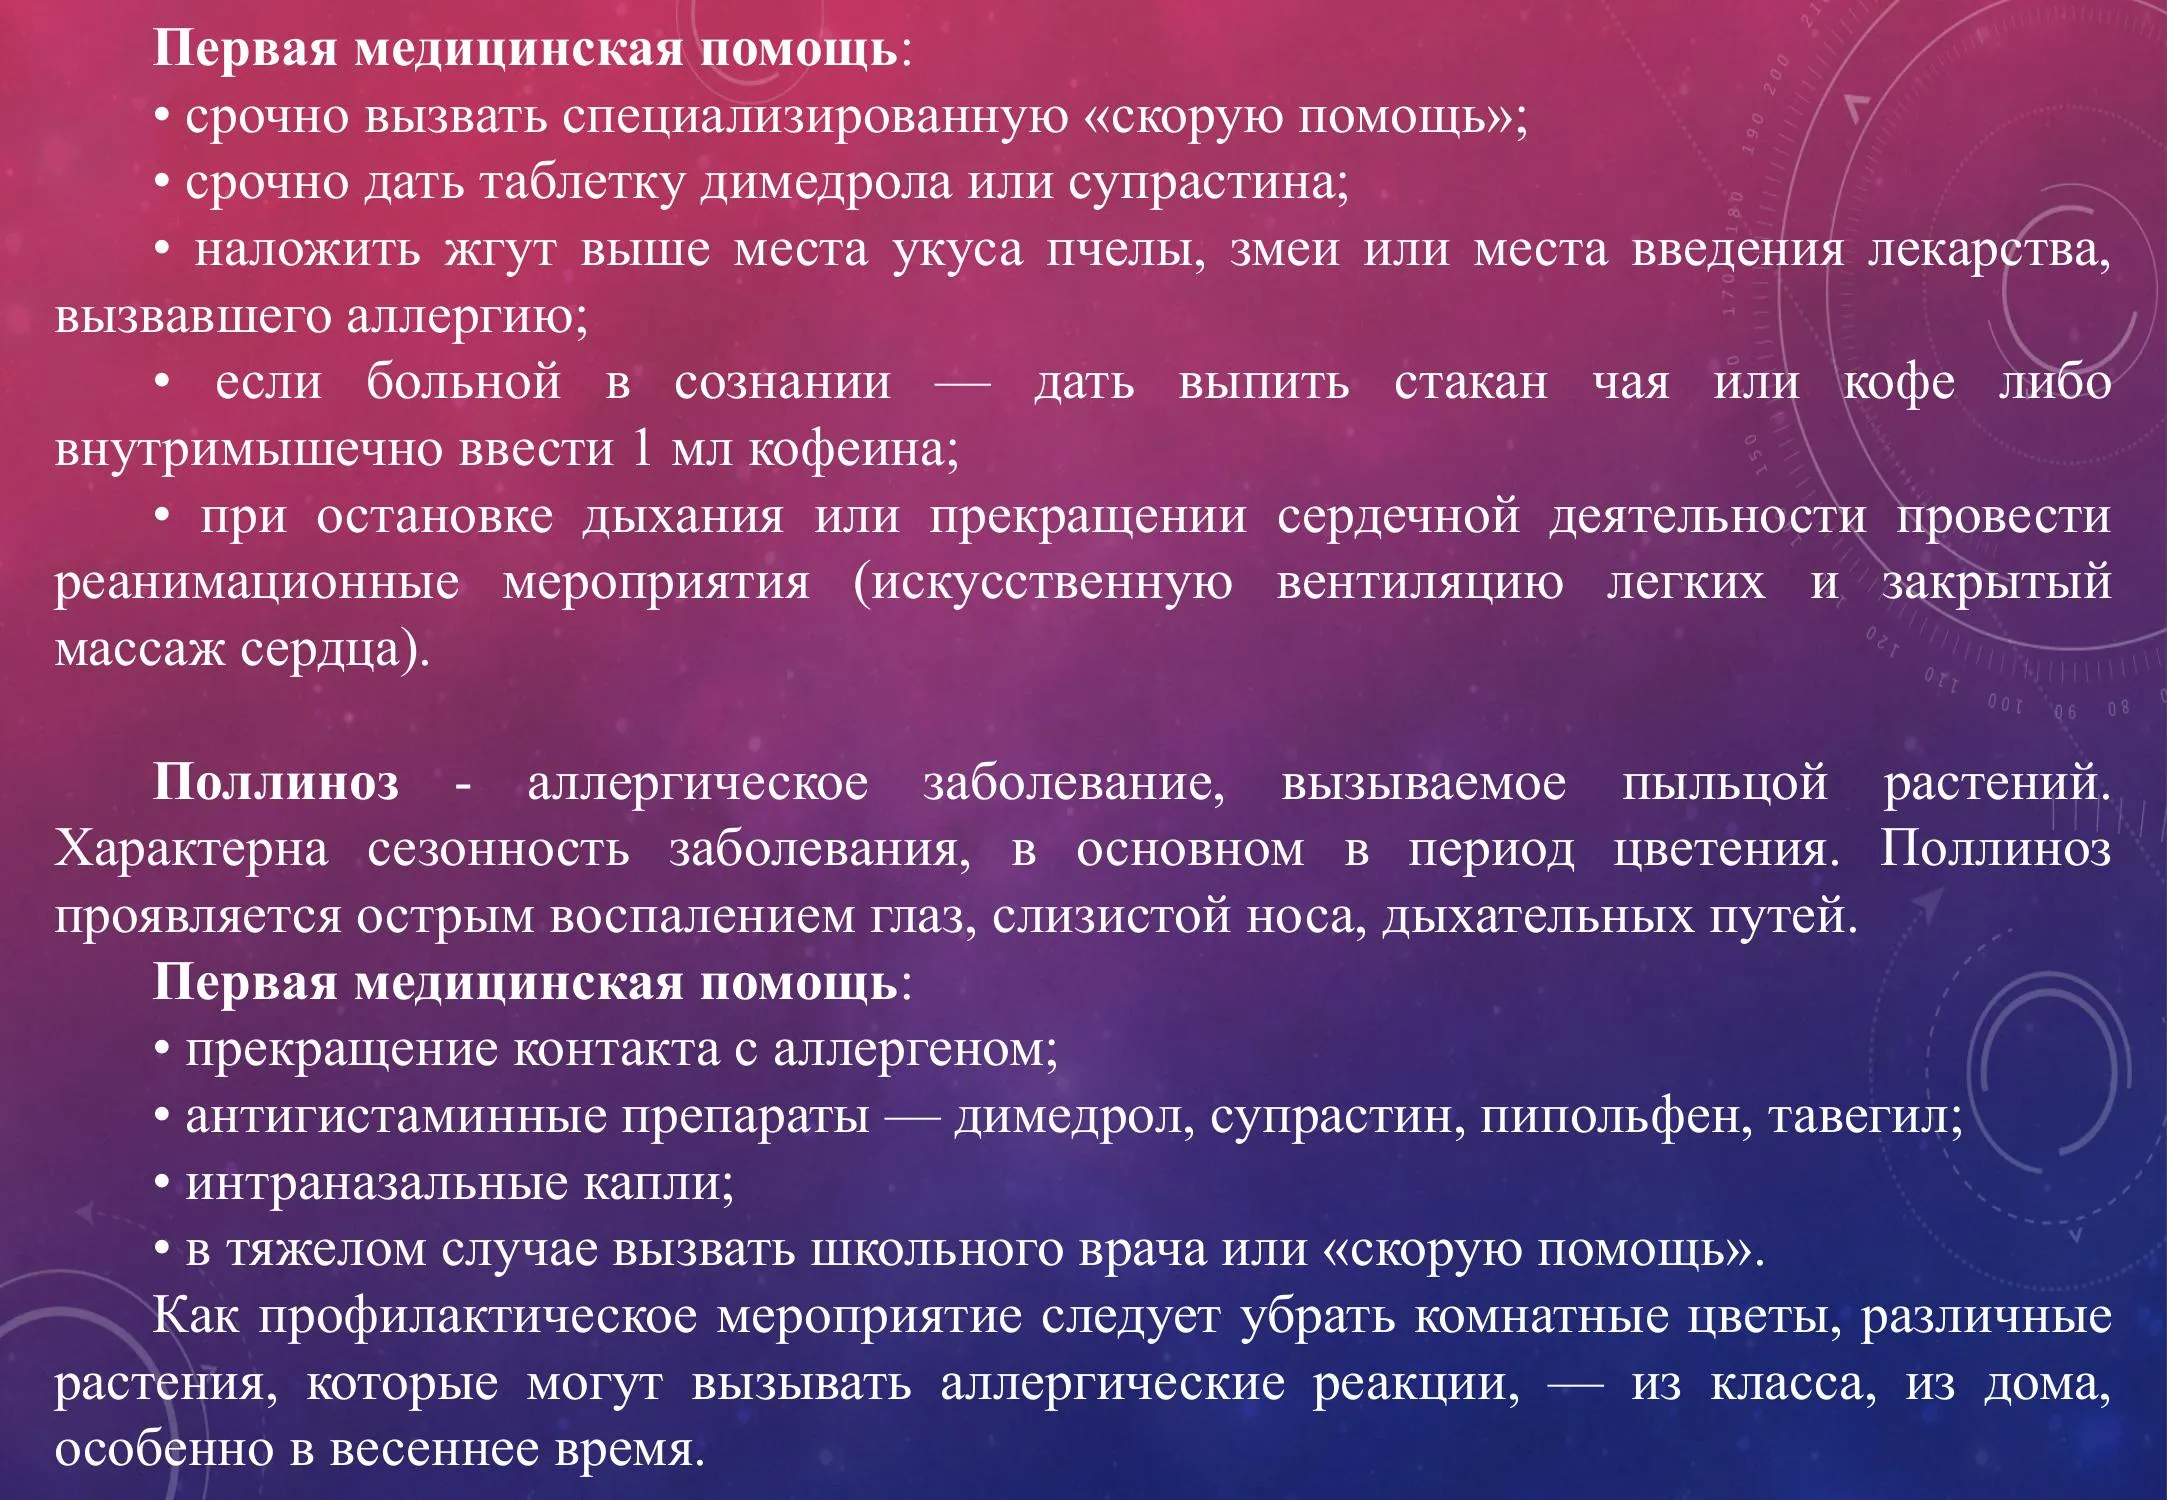 Первая медицинская помощь:
• срочно вызвать специализированную «скорую помощь»;
• срочно дать таблетку димедрола или супрастина;
• наложить жгут выше места укуса пчелы, змеи или места введения лекарства,
вызвавшего аллергию;
• если больной в сознании — дать выпить стакан чая или кофе либо
внутримышечно ввести 1 мл кофеина;
• при остановке дыхания или прекращении сердечной деятельности провести
реанимационные мероприятия (искусственную вентиляцию легких и закрытый
массаж сердца).
Поллиноз - аллергическое заболевание, вызываемое пыльцой растений.
Характерна сезонность заболевания, в основном в период цветения. Поллиноз
проявляется острым воспалением глаз, слизистой носа, дыхательных путей.
Первая медицинская помощь:
• прекращение контакта с аллергеном;
• антигистаминные препараты — димедрол, супрастин, пипольфен, тавегил;
• интраназальные капли;
• в тяжелом случае вызвать школьного врача или «скорую помощь».
Как профилактическое мероприятие следует убрать комнатные цветы, различные
растения, которые могут вызывать аллергические реакции, — из класса, из дома,
особенно в весеннее время.